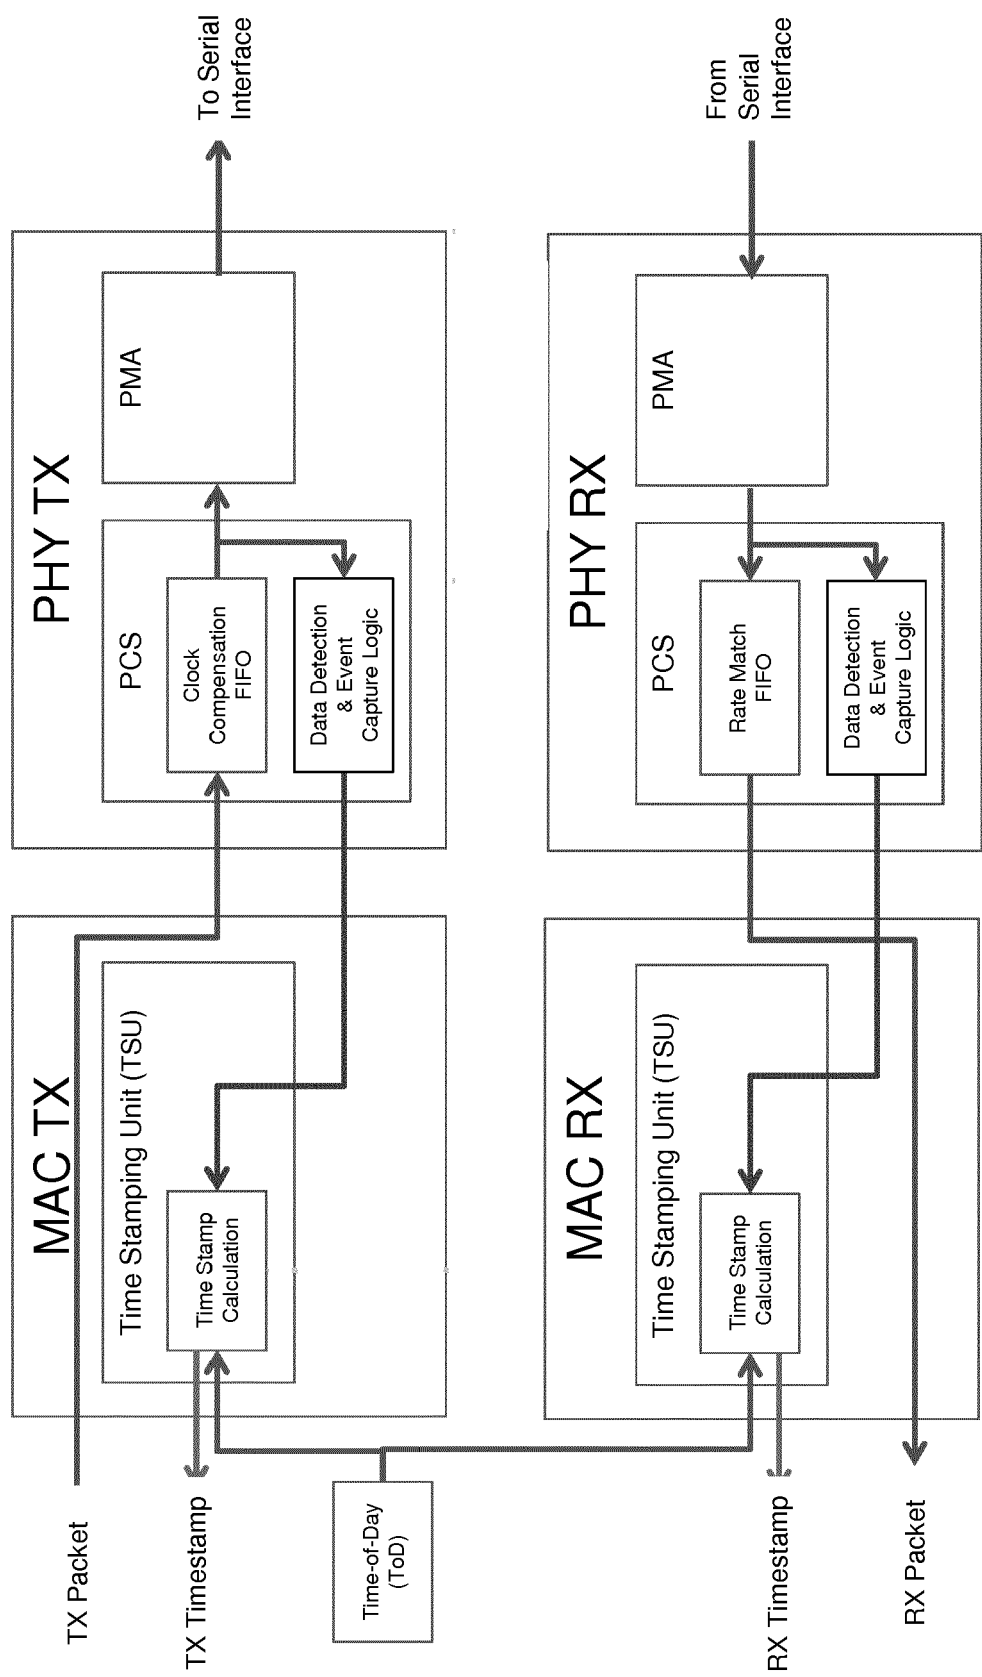 TX Packet
MAC TX
PHY TX
To Serial
Interface
Time Stamping Unit (TSU)
PCS
PMA
TX Timestamp
Time Stamp
Calculation
Clock
Compensation
FIFO
Data Detection
& Event
Capture Logic
Time-of-Day
(ToD)
MAC RX
PHY RX
From
Serial
Interface
Time Stamping Unit (TSU)
PCS
PMA
RX Timestamp
Time Stamp
Calculation
Rate Match
FIFO
Data Detection
& Event
Capture Logic
RX Packet